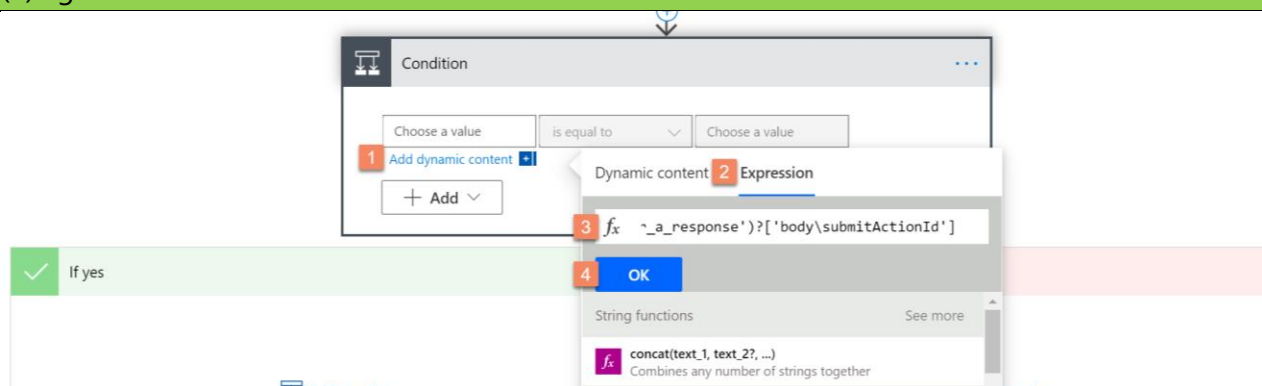 Condition
...
Choose a value is equal to Choose a value
1 Add dynamic content
Dynamic content 2 Expression
+ Add
3 fx _a_response')?['body\submitActionId']
If yes
4 OK
String functions See more
fx concat(text_1, text_2?, ...)
Combines any number of strings together